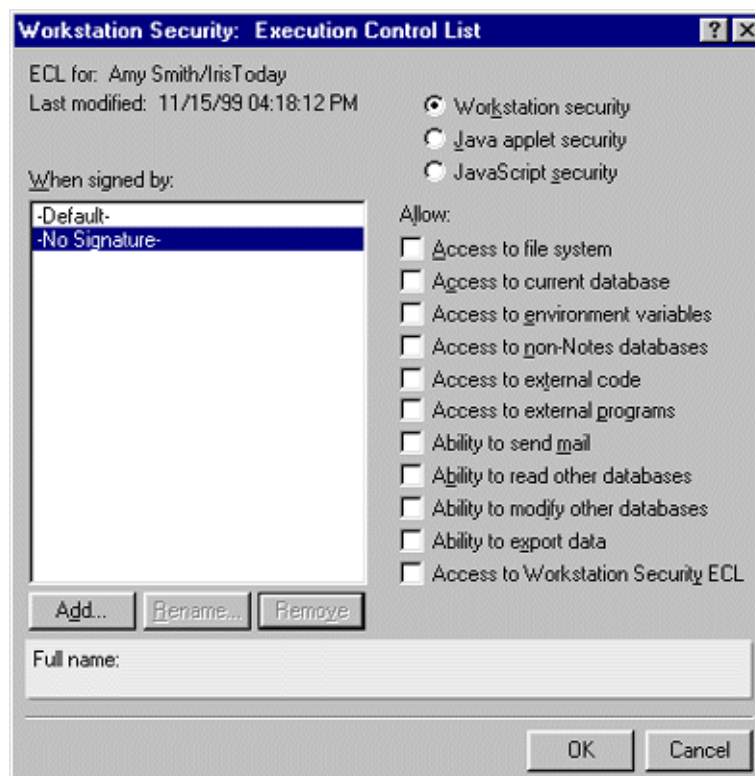 Workstation Security: Execution Control List
ECL for: Amy Smith/IrisToday
Last modified: 11/15/99 04:18:12 PM
Workstation security
Java applet security
JavaScript security
When signed by:
-Default-
-No Signature-
Allow:
Access to file system
Access to current database
Access to environment variables
Access to non-Notes databases
Access to external code
Access to external programs
Ability to send mail
Ability to read other databases
Ability to modify other databases
Ability to export data
Access to Workstation Security ECL
Add...
Rename...
Remove
Full name:
OK
Cancel